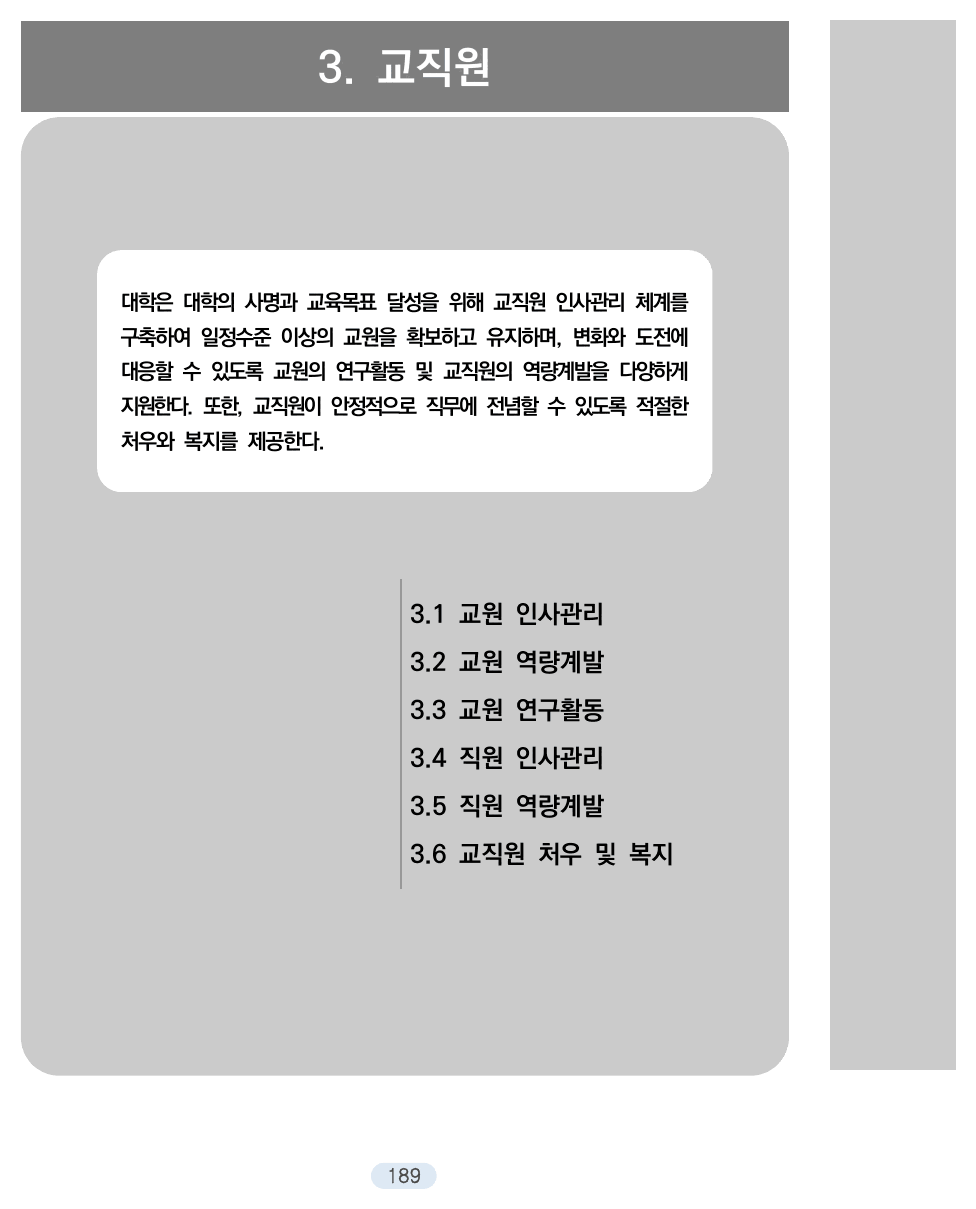 3. 교직원
대학은 대학의 사명과 교육목표 달성을 위해 교직원 인사관리 체계를
구축하여 일정수준 이상의 교원을 확보하고 유지하며, 변화와 도전에
대응할 수 있도록 교원의 연구활동 및 교직원의 역량계발을 다양하게
지원한다. 또한, 교직원이 안정적으로 직무에 전념할 수 있도록 적절한
처우와 복지를 제공한다.
3.1 교원 인사관리
3.2 교원 역량계발
3.3 교원 연구활동
3.4 직원 인사관리
3.5 직원 역량계발
3.6 교직원 처우 및 복지
189